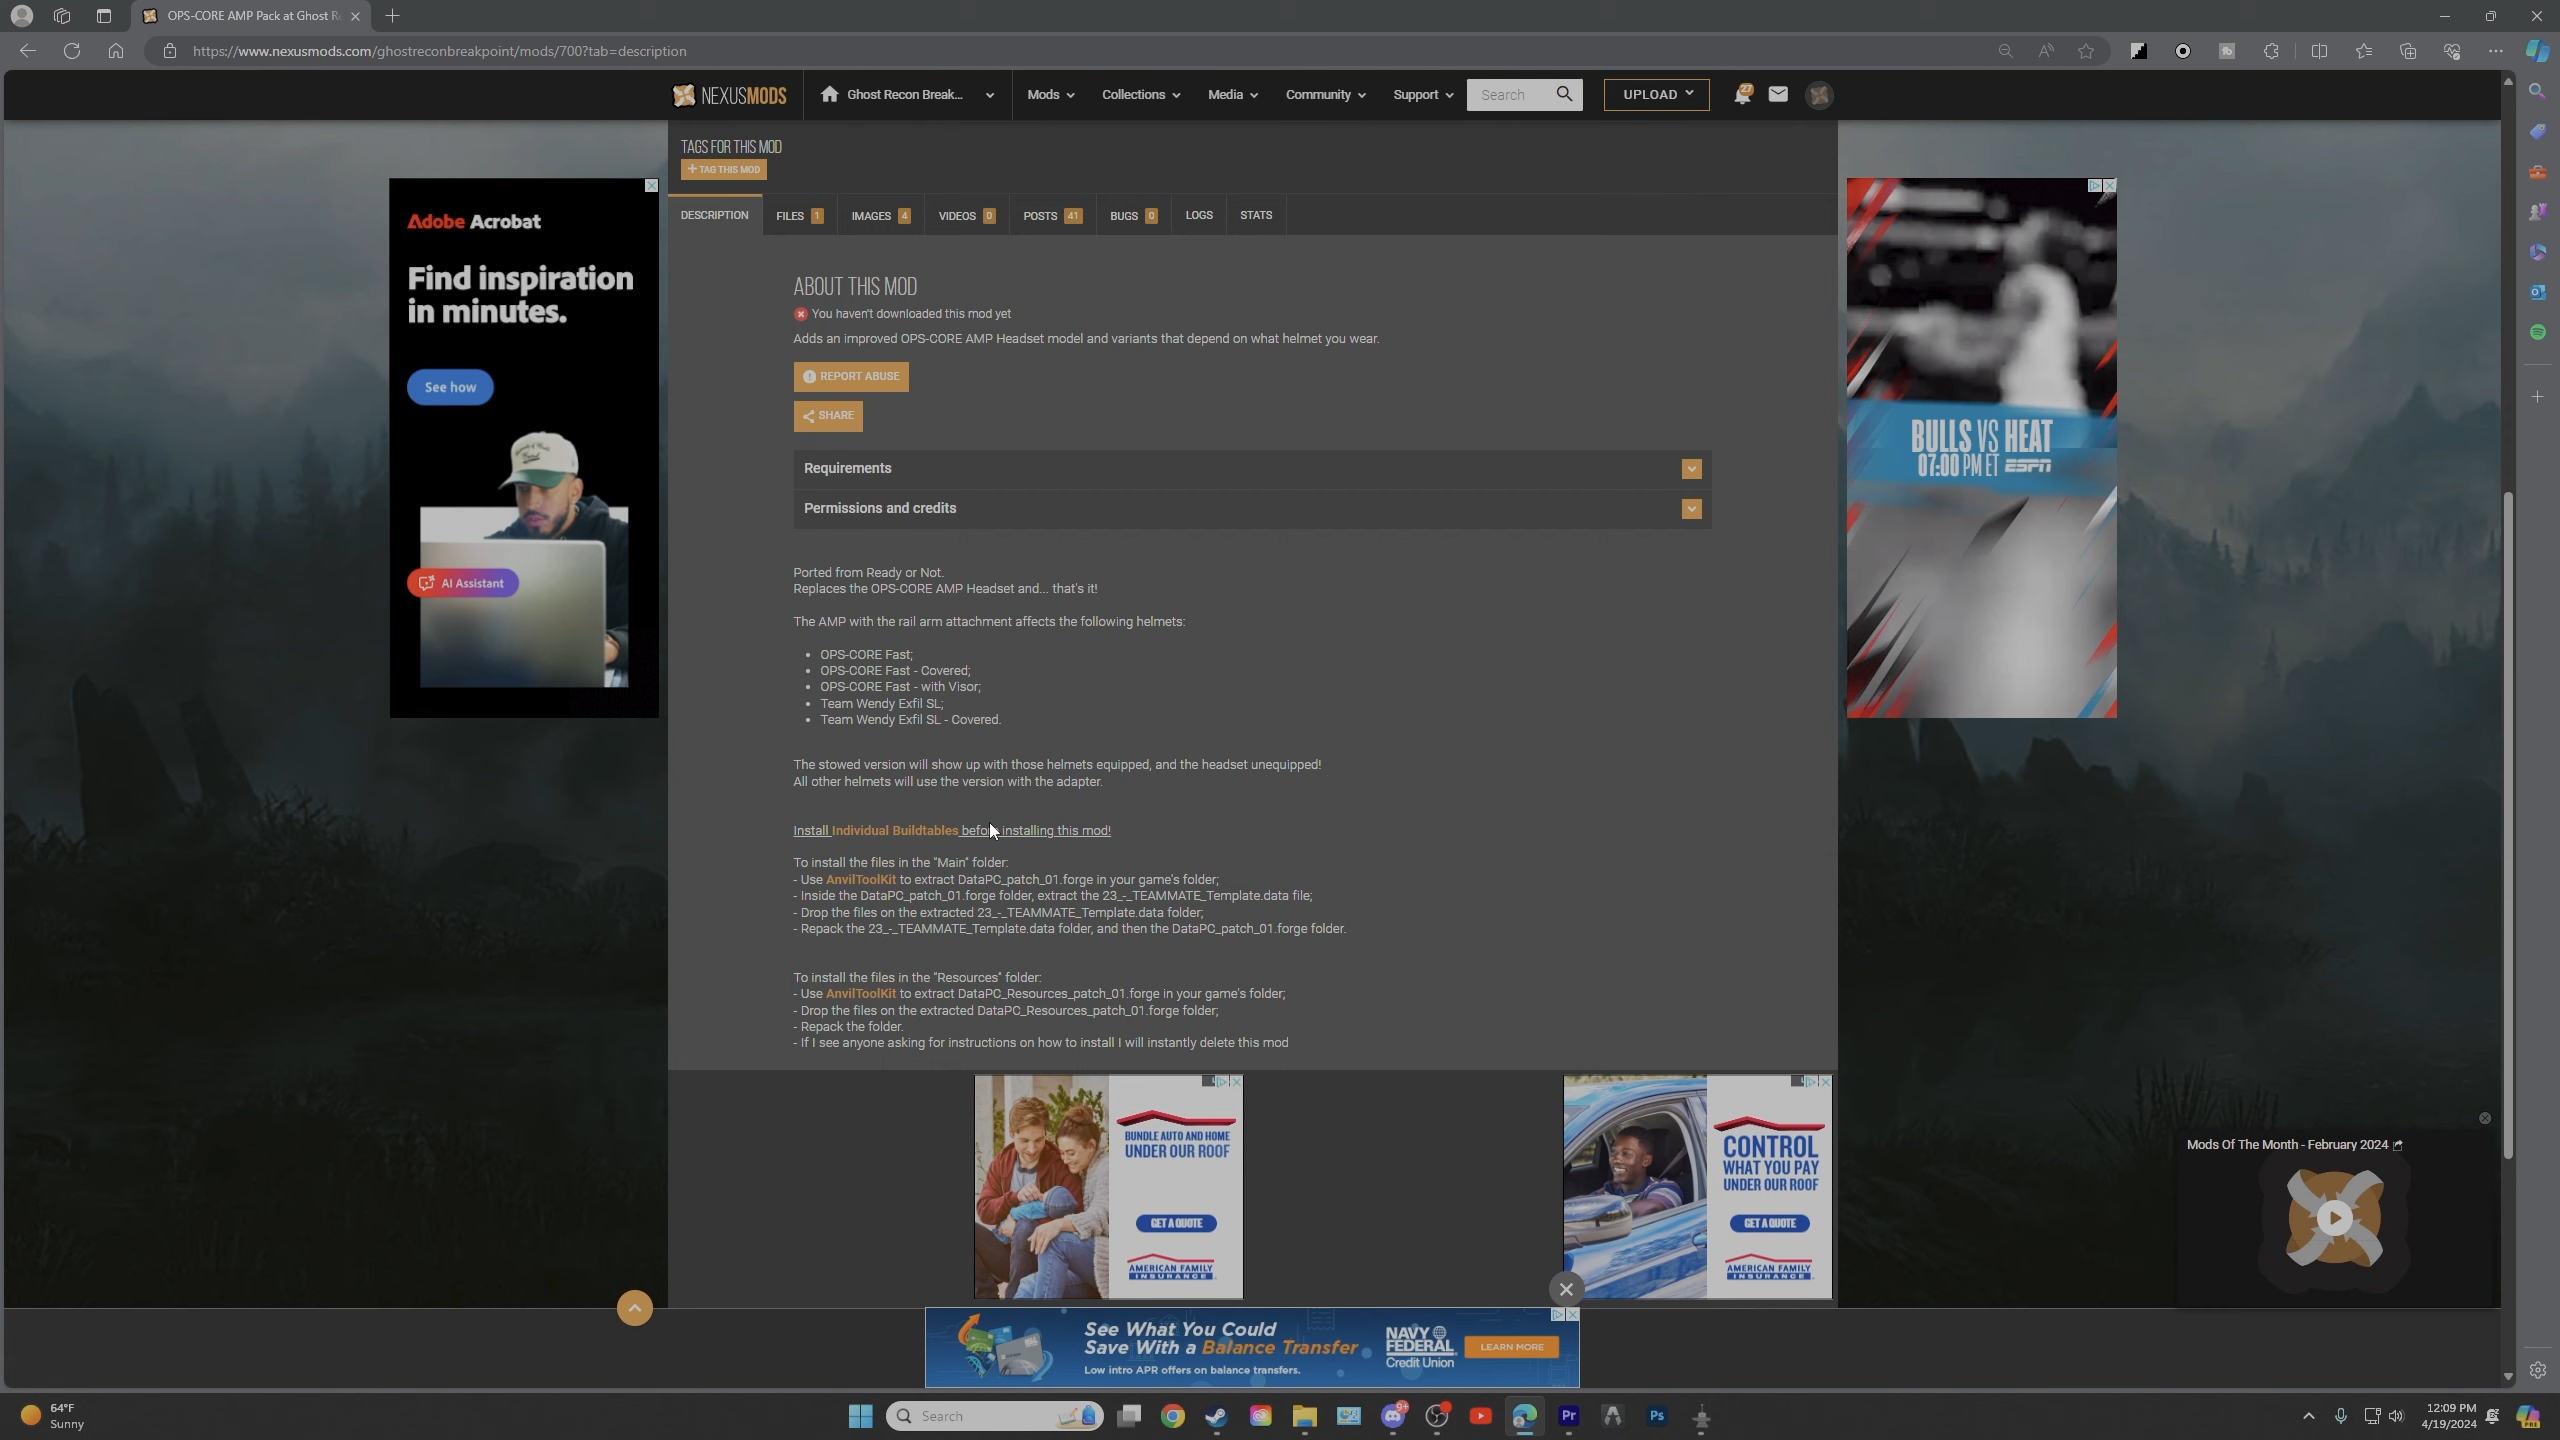 OPS-CORE AMP Pack at Ghost R
https://www.nexusmods.com/ghostreconbreakpoint/mods/700?tab=description
NEXUSMODS
Ghost Recon Break...
Mods
Collections
Media
Community
Support
Search
UPLOAD
27
TAGS FOR THIS MOD
+ TAG THIS MOD
DESCRIPTION
FILES 1
IMAGES 4
VIDEOS 0
POSTS 41
BUGS 0
LOGS
STATS
Adobe Acrobat
Find inspiration
in minutes.
See how
AI Assistant
ABOUT THIS MOD
You haven't downloaded this mod yet
Adds an improved OPS-CORE AMP Headset model and variants that depend on what helmet you wear.
REPORT ABUSE
SHARE
Requirements
Permissions and credits
BULLS VS HEAT
07:00 PM ET ESPN
Ported from Ready or Not.
Replaces the OPS-CORE AMP Headset and... that's it!
The AMP with the rail arm attachment affects the following helmets:
• OPS-CORE Fast;
• OPS-CORE Fast - Covered;
• OPS-CORE Fast - with Visor;
• Team Wendy Exfil SL;
• Team Wendy Exfil SL - Covered.
The stowed version will show up with those helmets equipped, and the headset unequipped!
All other helmets will use the version with the adapter.
Install Individual Buildtables before installing this mod!
To install the files in the "Main" folder:
- Use AnvilToolKit to extract DataPC_patch_01.forge in your game's folder;
- Inside the DataPC_patch_01.forge folder, extract the 23_-_TEAMMATE_Template.data file;
- Drop the files on the extracted 23_-_TEAMMATE_Template.data folder;
- Repack the 23_-_TEAMMATE_Template.data folder, and then the DataPC_patch_01.forge folder.
To install the files in the "Resources" folder:
- Use AnvilToolKit to extract DataPC_Resources_patch_01.forge in your game's folder;
- Drop the files on the extracted DataPC_Resources_patch_01.forge folder;
- Repack the folder.
- If I see anyone asking for instructions on how to install I will instantly delete this mod
BUNDLE AUTO AND HOME
UNDER OUR ROOF
GET A QUOTE
AMERICAN FAMILY
INSURANCE
CONTROL
WHAT YOU PAY
UNDER OUR ROOF
GET A QUOTE
AMERICAN FAMILY
INSURANCE
Mods Of The Month - February 2024
See What You Could
Save With a Balance Transfer
Low intro APR offers on balance transfers.
NAVY
FEDERAL
Credit Union
LEARN MORE
64°F
Sunny
Search
9+
Pr
Ps
12:09 PM
4/19/2024